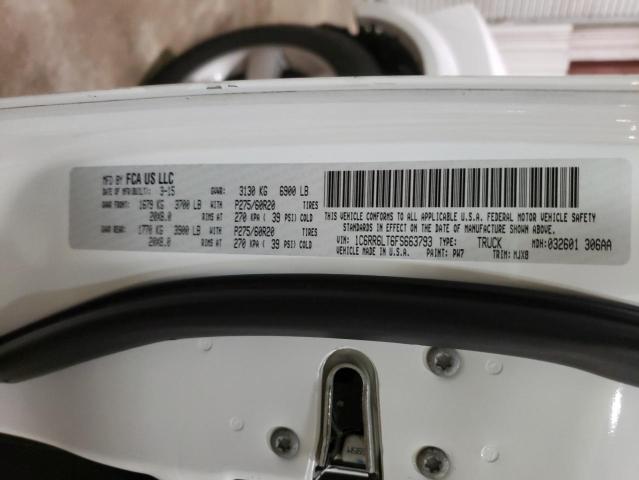 MFD BY FCA US LLC
DATE OF MFR(BUILT): 3-15 GVWR: 3130 KG 6900 LB
GAWR FRONT: 1679 KG 3700 LB WITH P275/60R20 TIRES
20X8.0 RIMS AT 270 KPA ( 39 PSI) COLD
GAWR REAR: 1770 KG 3900 LB WITH P275/60R20 TIRES
20X8.0 RIMS AT 270 KPA ( 39 PSI) COLD
THIS VEHICLE CONFORMS TO ALL APPLICABLE U.S.A. FEDERAL MOTOR VEHICLE SAFETY
STANDARDS IN EFFECT ON THE DATE OF MANUFACTURE SHOWN ABOVE.
VIN: 1C6RR6LT6FS663793 TYPE: TRUCK MDH: 032601 306AA
VEHICLE MADE IN U.S.A. PAINT: PW7 TRIM: MJX8